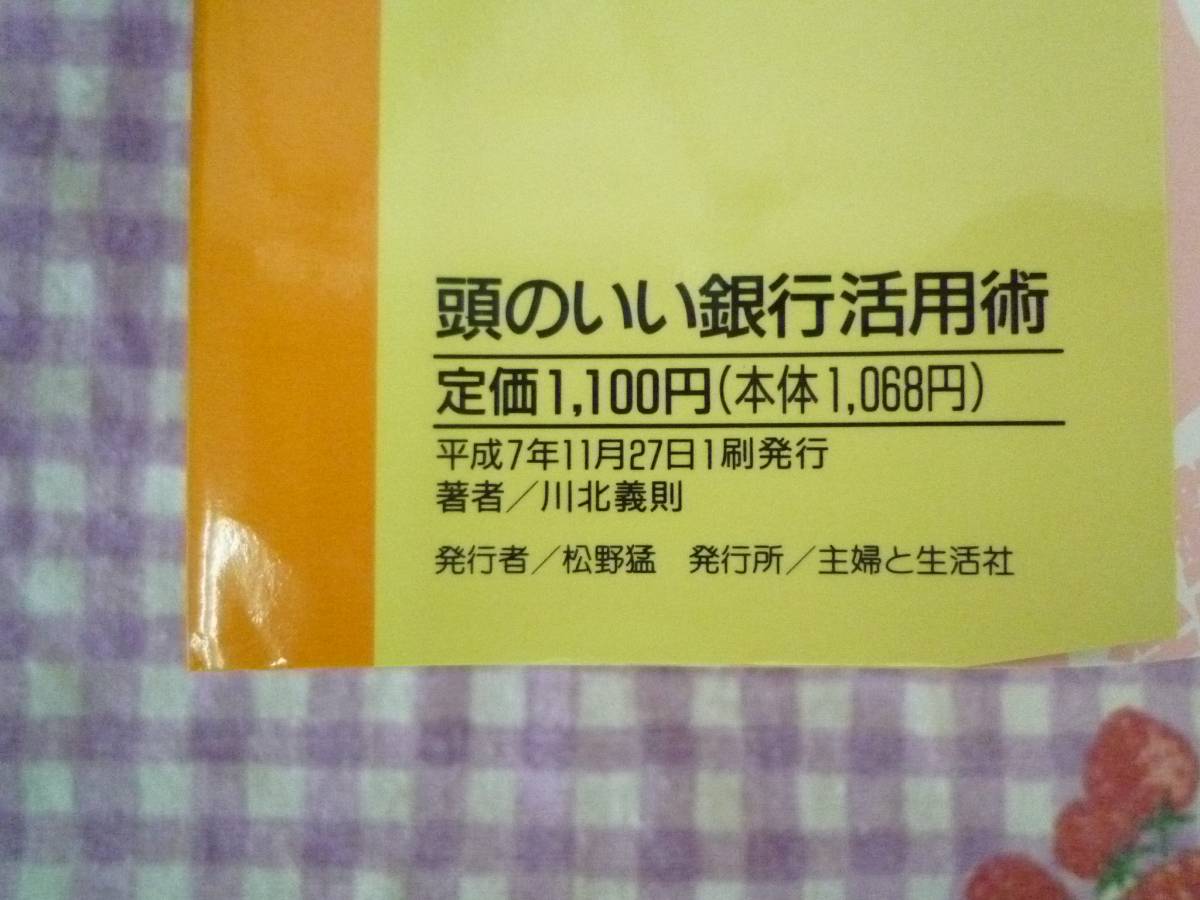 頭のいい銀行活用術
定価1,100円(本体1,068円)
平成7年11月27日1刷発行
著者/川北義則
発行者/松野猛 発行所/主婦と生活社